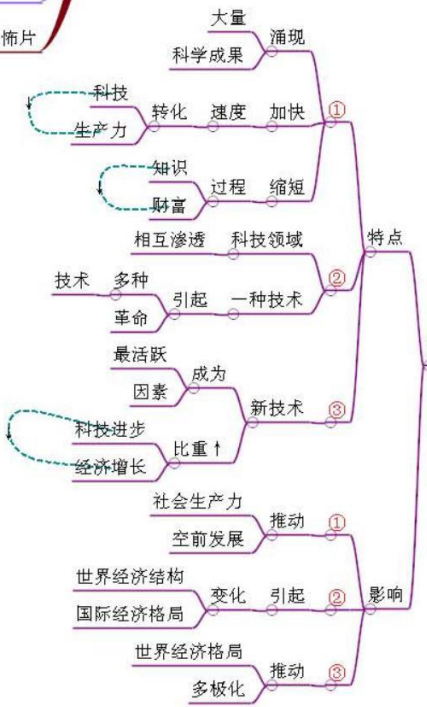 怖片
大量
涌现
科学成果
科技
转化
速度
加快
①
生产力
知识
过程
缩短
财富
特点
相互渗透
科技领域
②
技术
多种
引起
一种技术
革命
最活跃
成为
因素
新技术
③
科技进步
比重↑
经济增长
社会生产力
推动
①
空前发展
世界经济结构
变化
引起
②
影响
国际经济格局
世界经济格局
推动
③
多极化